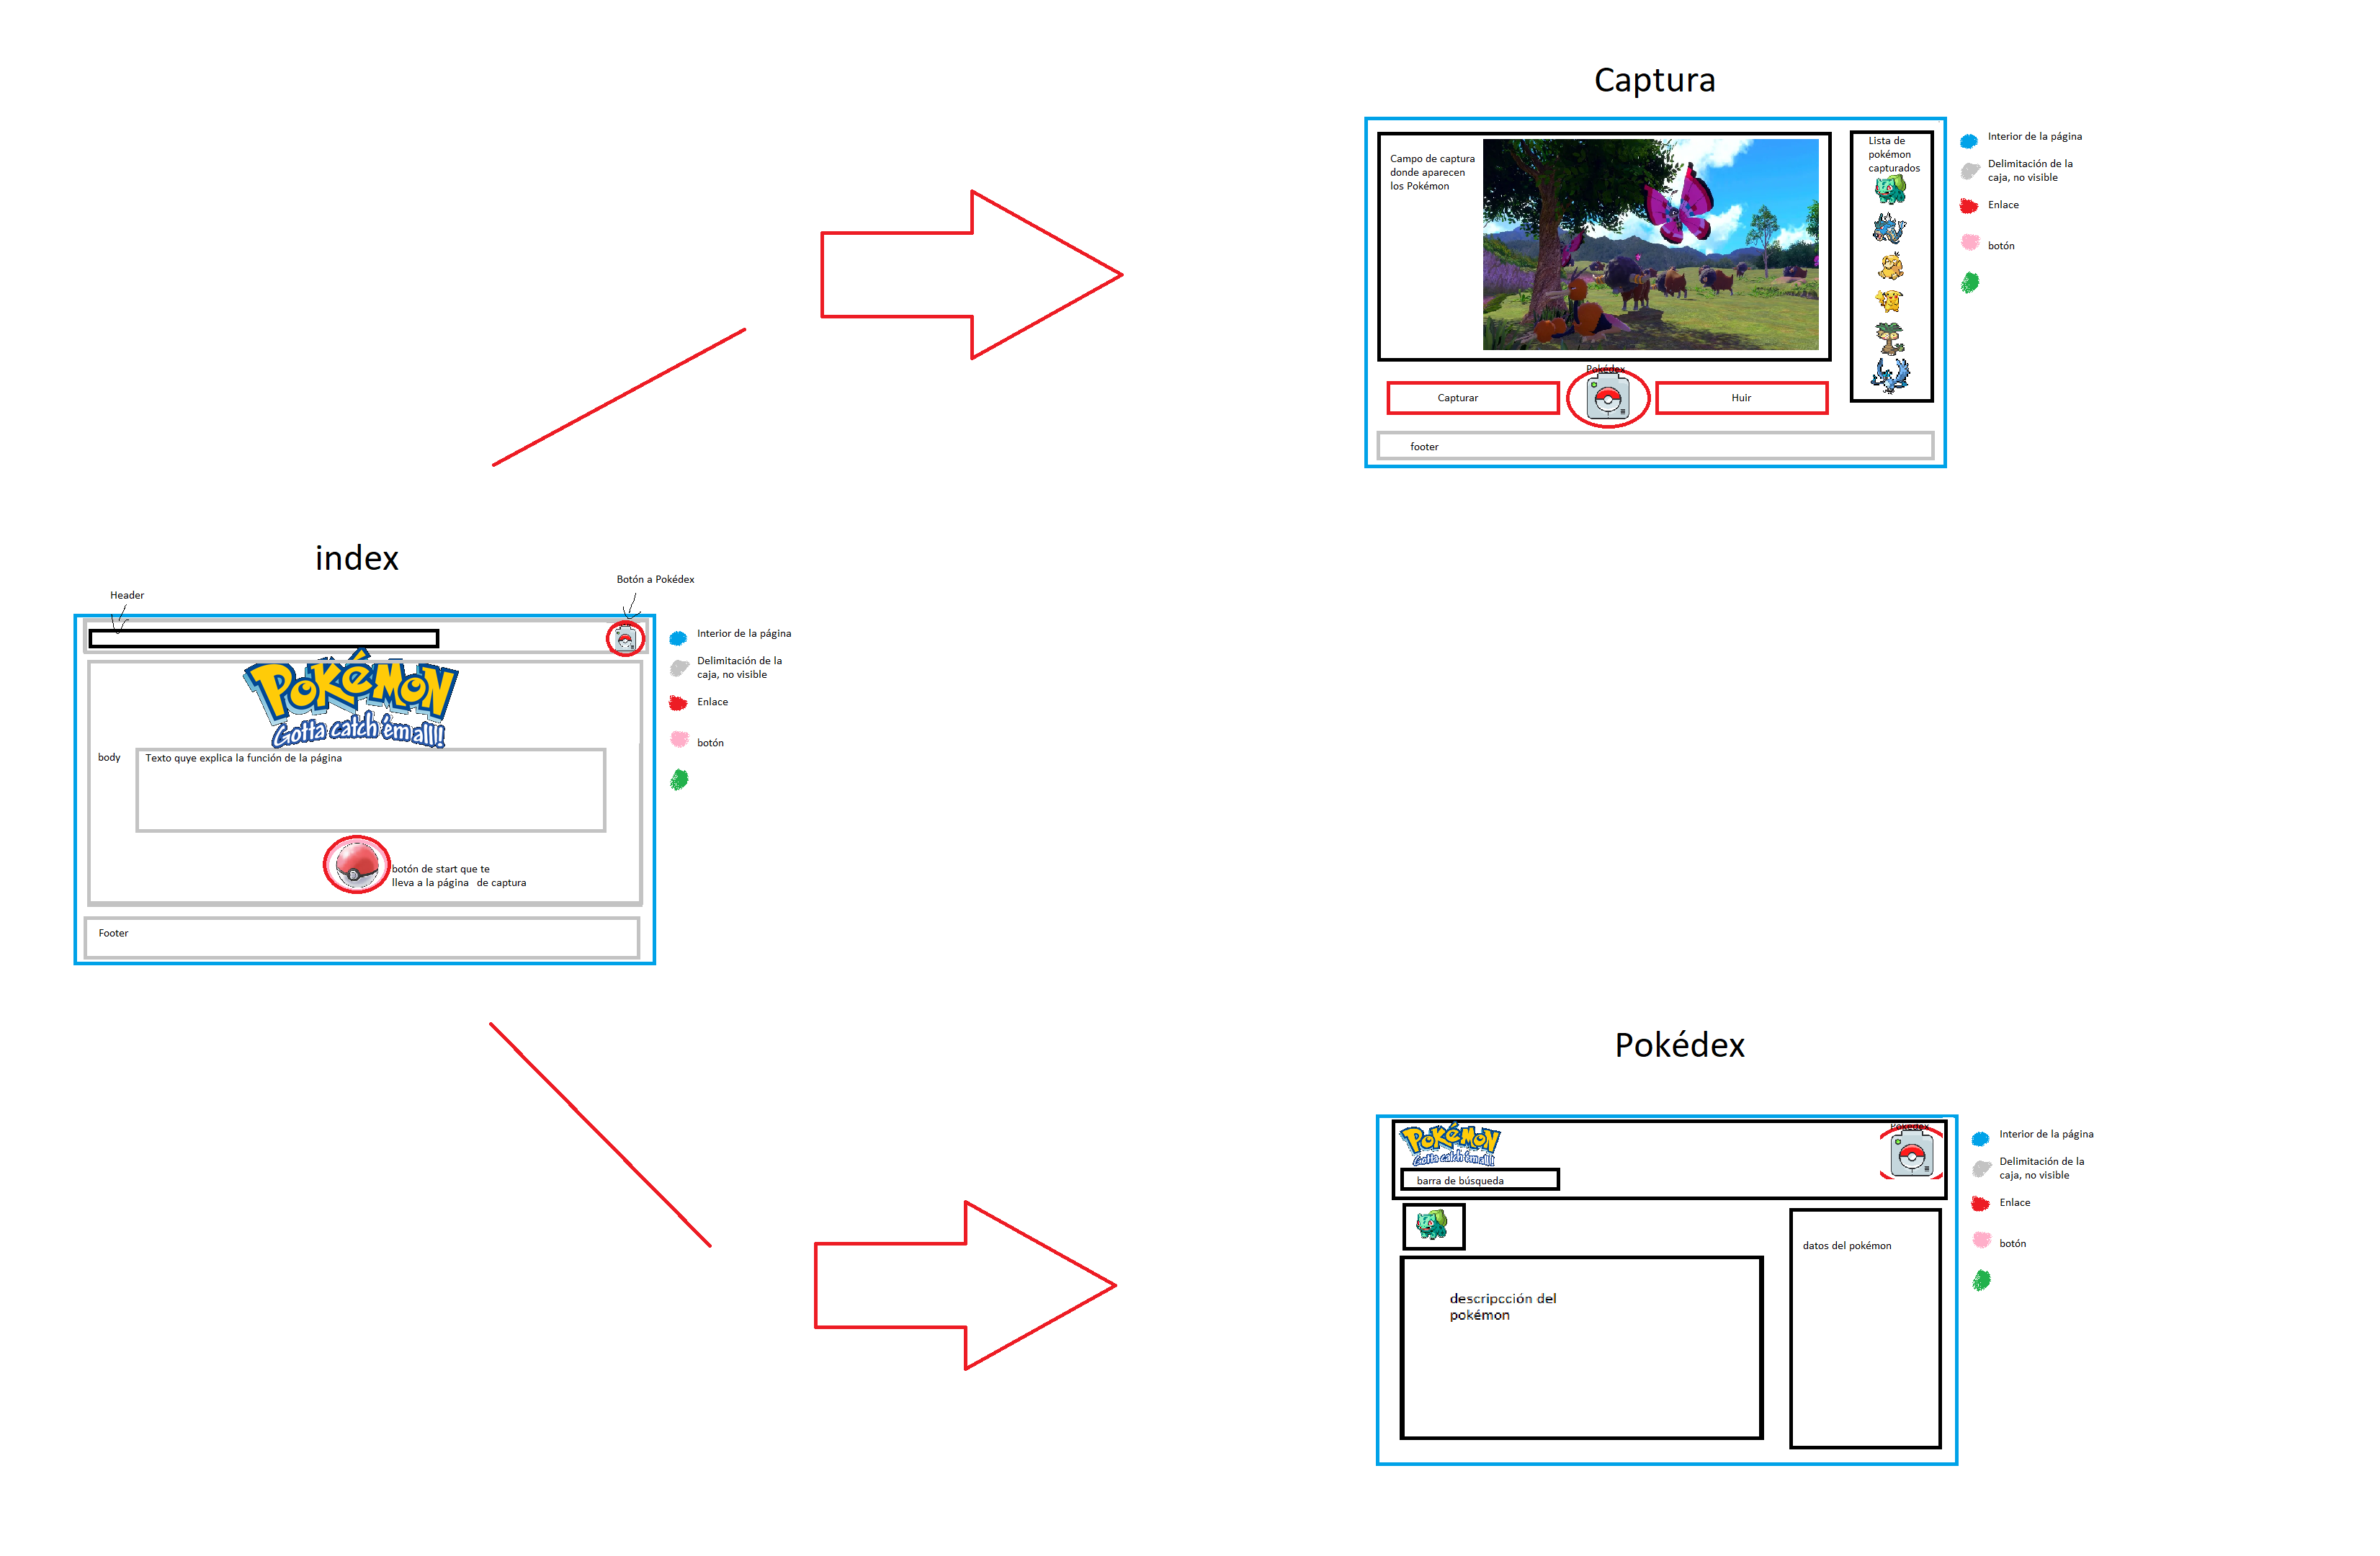 Captura
Campo de captura
donde aparecen
los Pokémon
Lista de
pokémon
capturados
Pokédex
Capturar
Huir
footer
Interior de la página
Delimitación de la
caja, no visible
Enlace
botón
index
Header
Botón a Pokédex
POKéMON
Gotta catch 'em all!
body
Texto quye explica la función de la página
botón de start que te
lleva a la página de captura
Footer
Interior de la página
Delimitación de la
caja, no visible
Enlace
botón
Pokédex
POKéMON
Gotta catch 'em all!
Pokédex
barra de búsqueda
datos del pokémon
descripcción del
pokémon
Interior de la página
Delimitación de la
caja, no visible
Enlace
botón